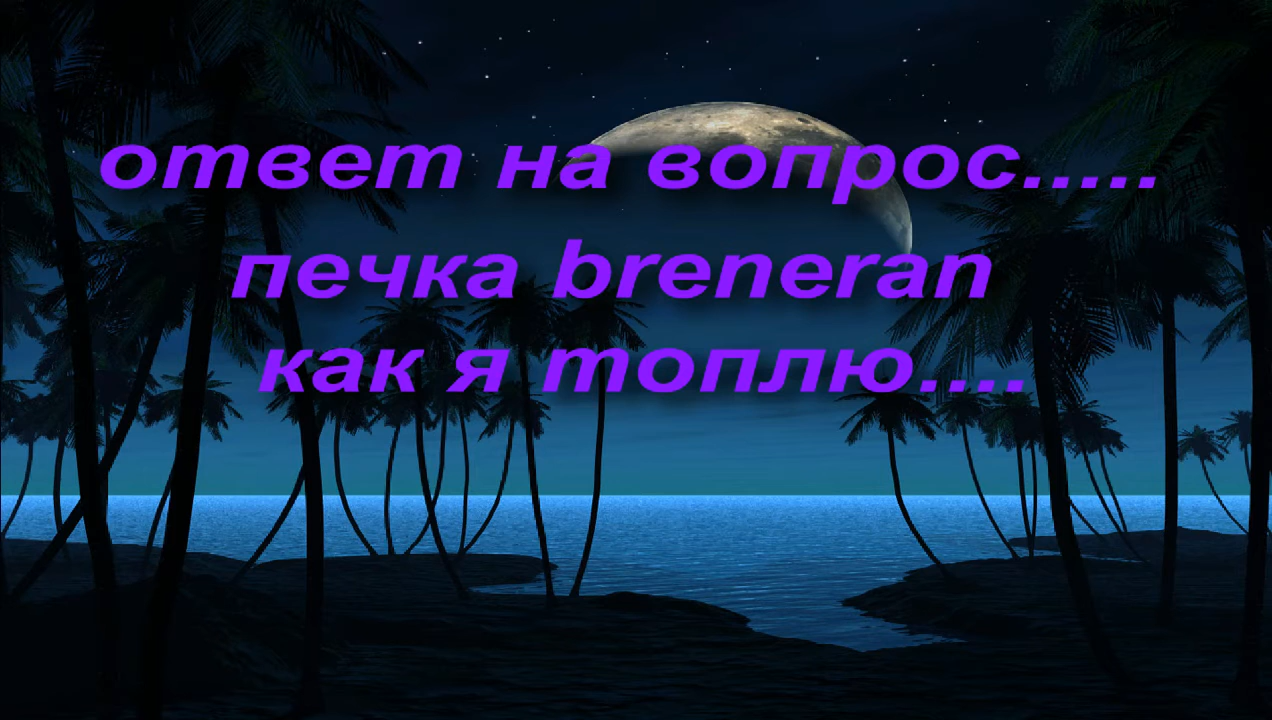 ответ на вопрос.....
печка breneran
как я топлю....